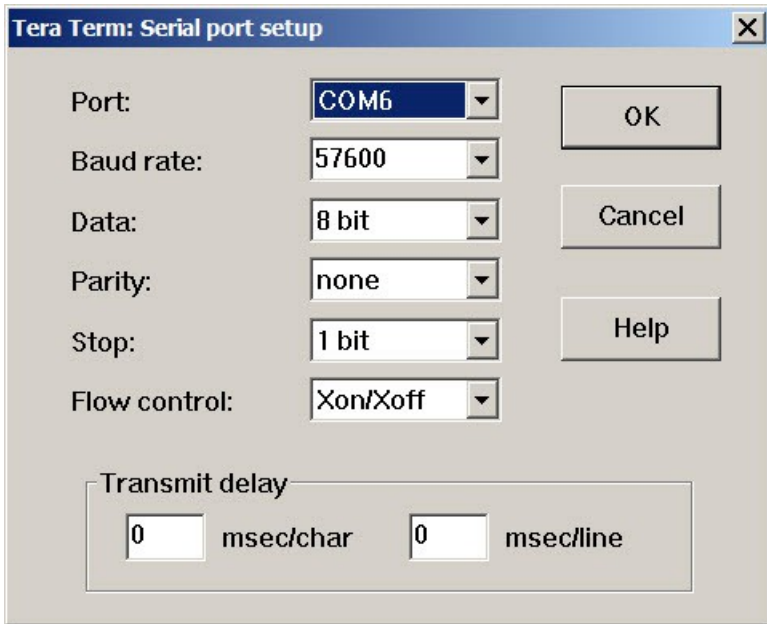 Tera Term: Serial port setup
Port: COM6 OK
Baud rate: 57600
Data: 8 bit Cancel
Parity: none
Stop: 1 bit Help
Flow control: Xon/Xoff
Transmit delay
0 msec/char 0 msec/line